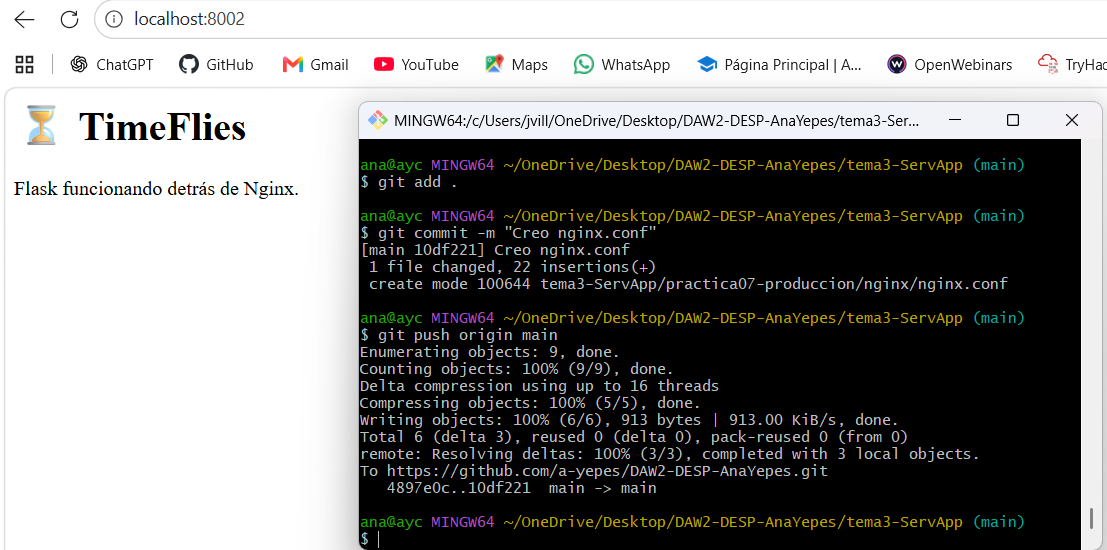 localhost:8002
ChatGPT GitHub Gmail YouTube Maps WhatsApp Página Principal | A... OpenWebinars TryHac
TimeFlies
Flask funcionando detrás de Nginx.
MINGW64:/c/Users/jvill/OneDrive/Desktop/DAW2-DESP-AnaYepes/tema3-Ser...
ana@ayc MINGW64 ~/OneDrive/Desktop/DAW2-DESP-AnaYepes/tema3-ServApp (main)
$ git add .
ana@ayc MINGW64 ~/OneDrive/Desktop/DAW2-DESP-AnaYepes/tema3-ServApp (main)
$ git commit -m "Creo nginx.conf"
[main 10df221] Creo nginx.conf
 1 file changed, 22 insertions(+)
 create mode 100644 tema3-ServApp/practica07-produccion/nginx/nginx.conf
ana@ayc MINGW64 ~/OneDrive/Desktop/DAW2-DESP-AnaYepes/tema3-ServApp (main)
$ git push origin main
Enumerating objects: 9, done.
Counting objects: 100% (9/9), done.
Delta compression using up to 16 threads
Compressing objects: 100% (5/5), done.
Writing objects: 100% (6/6), 913 bytes | 913.00 KiB/s, done.
Total 6 (delta 3), reused 0 (delta 0), pack-reused 0 (from 0)
remote: Resolving deltas: 100% (3/3), completed with 3 local objects.
To https://github.com/a-yepes/DAW2-DESP-AnaYepes.git
   4897e0c..10df221  main -> main
ana@ayc MINGW64 ~/OneDrive/Desktop/DAW2-DESP-AnaYepes/tema3-ServApp (main)
$